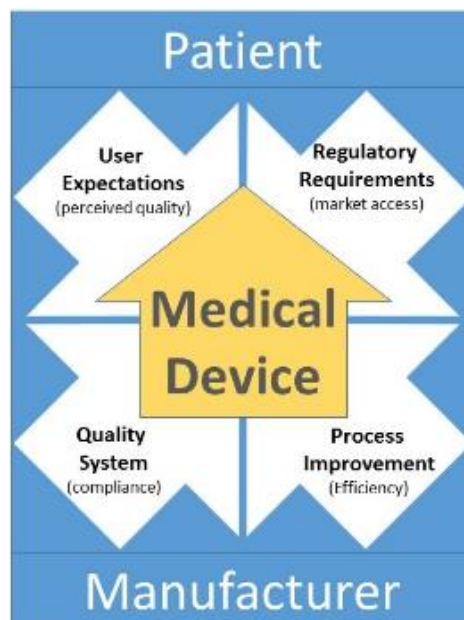 Patient
User
Expectations
(perceived quality)
Regulatory
Requirements
(market access)
Medical
Device
Quality
System
(compliance)
Process
Improvement
(Efficiency)
Manufacturer